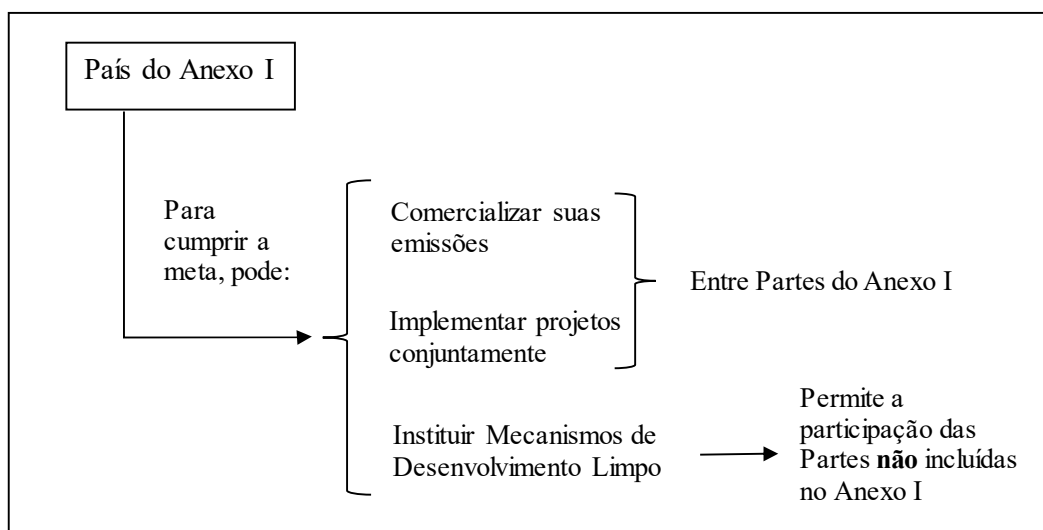 País do Anexo I
Para
cumprir a
meta, pode:
Comercializar suas
emissões
Implementar projetos
conjuntamente
Entre Partes do Anexo I
Instituir Mecanismos de
Desenvolvimento Limpo
Permite a
participação das
Partes não incluídas
no Anexo I